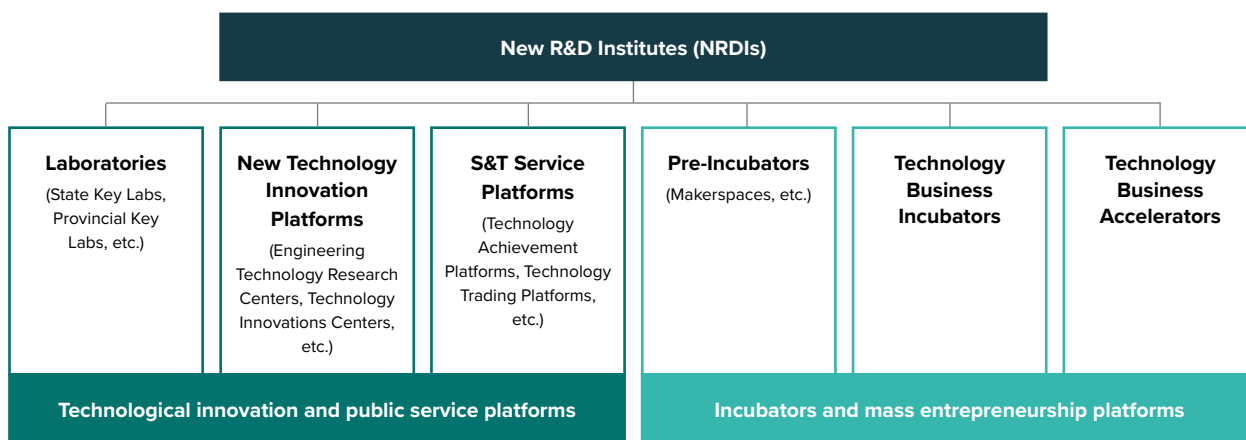 New R&D Institutes (NRDIs)
Laboratories
(State Key Labs,
Provincial Key
Labs, etc.)
New Technology
Innovation
Platforms
(Engineering
Technology Research
Centers, Technology
Innovations Centers,
etc.)
S&T Service
Platforms
(Technology
Achievement
Platforms, Technology
Trading Platforms,
etc.)
Pre-Incubators
(Makerspaces, etc.)
Technology
Business
Incubators
Technology
Business
Accelerators
Technological innovation and public service platforms
Incubators and mass entrepreneurship platforms